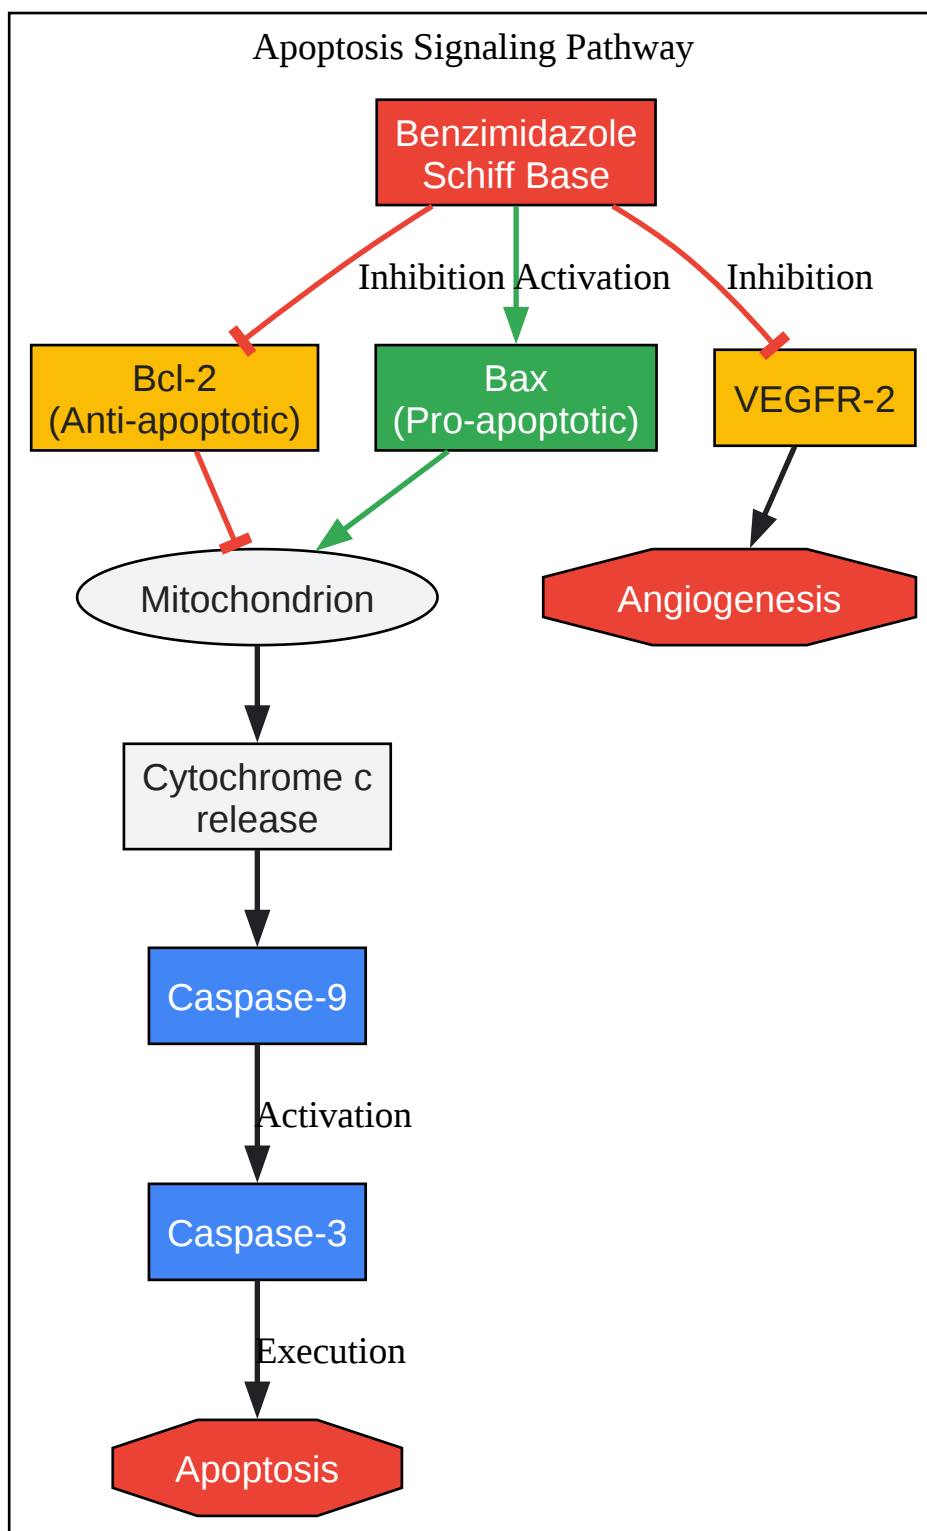 Apoptosis Signaling Pathway
Benzimidazole
Schiff Base
Inhibition
Activation
Inhibition
Bcl-2
(Anti-apoptotic)
Bax
(Pro-apoptotic)
VEGFR-2
Mitochondrion
Angiogenesis
Cytochrome c
release
Caspase-9
Activation
Caspase-3
Execution
Apoptosis